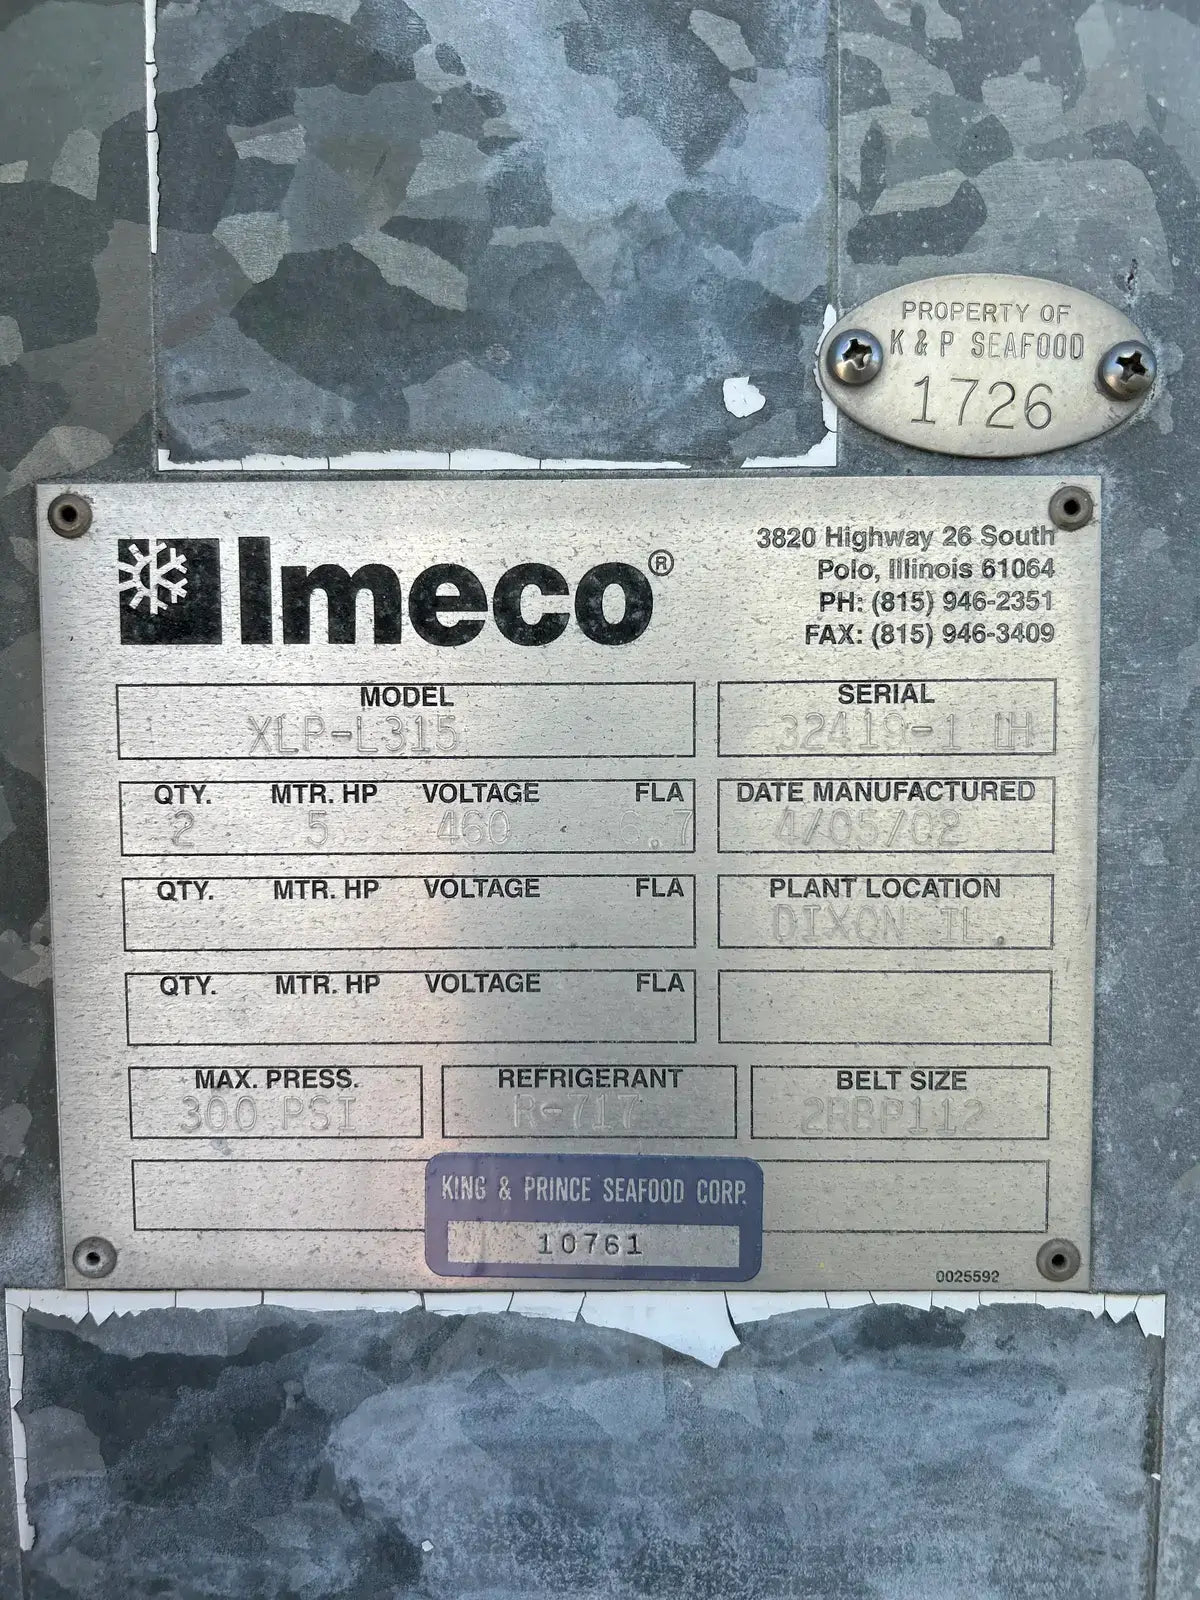 PROPERTY OF
K & P SEAFOOD
1726
Imeco®
3820 Highway 26 South
Polo, Illinois 61064
PH: (815) 946-2351
FAX: (815) 946-3409
MODEL
XLP-L315
SERIAL
32419-1 LH
QTY. MTR. HP VOLTAGE FLA
2 5 460 6.7
DATE MANUFACTURED
4/05/02
QTY. MTR. HP VOLTAGE FLA
PLANT LOCATION
DIXON IL.
QTY. MTR. HP VOLTAGE FLA
MAX. PRESS.
300 PSI
REFRIGERANT
R-717
BELT SIZE
2RBP112
KING & PRINCE SEAFOOD CORP.
10761
0025592